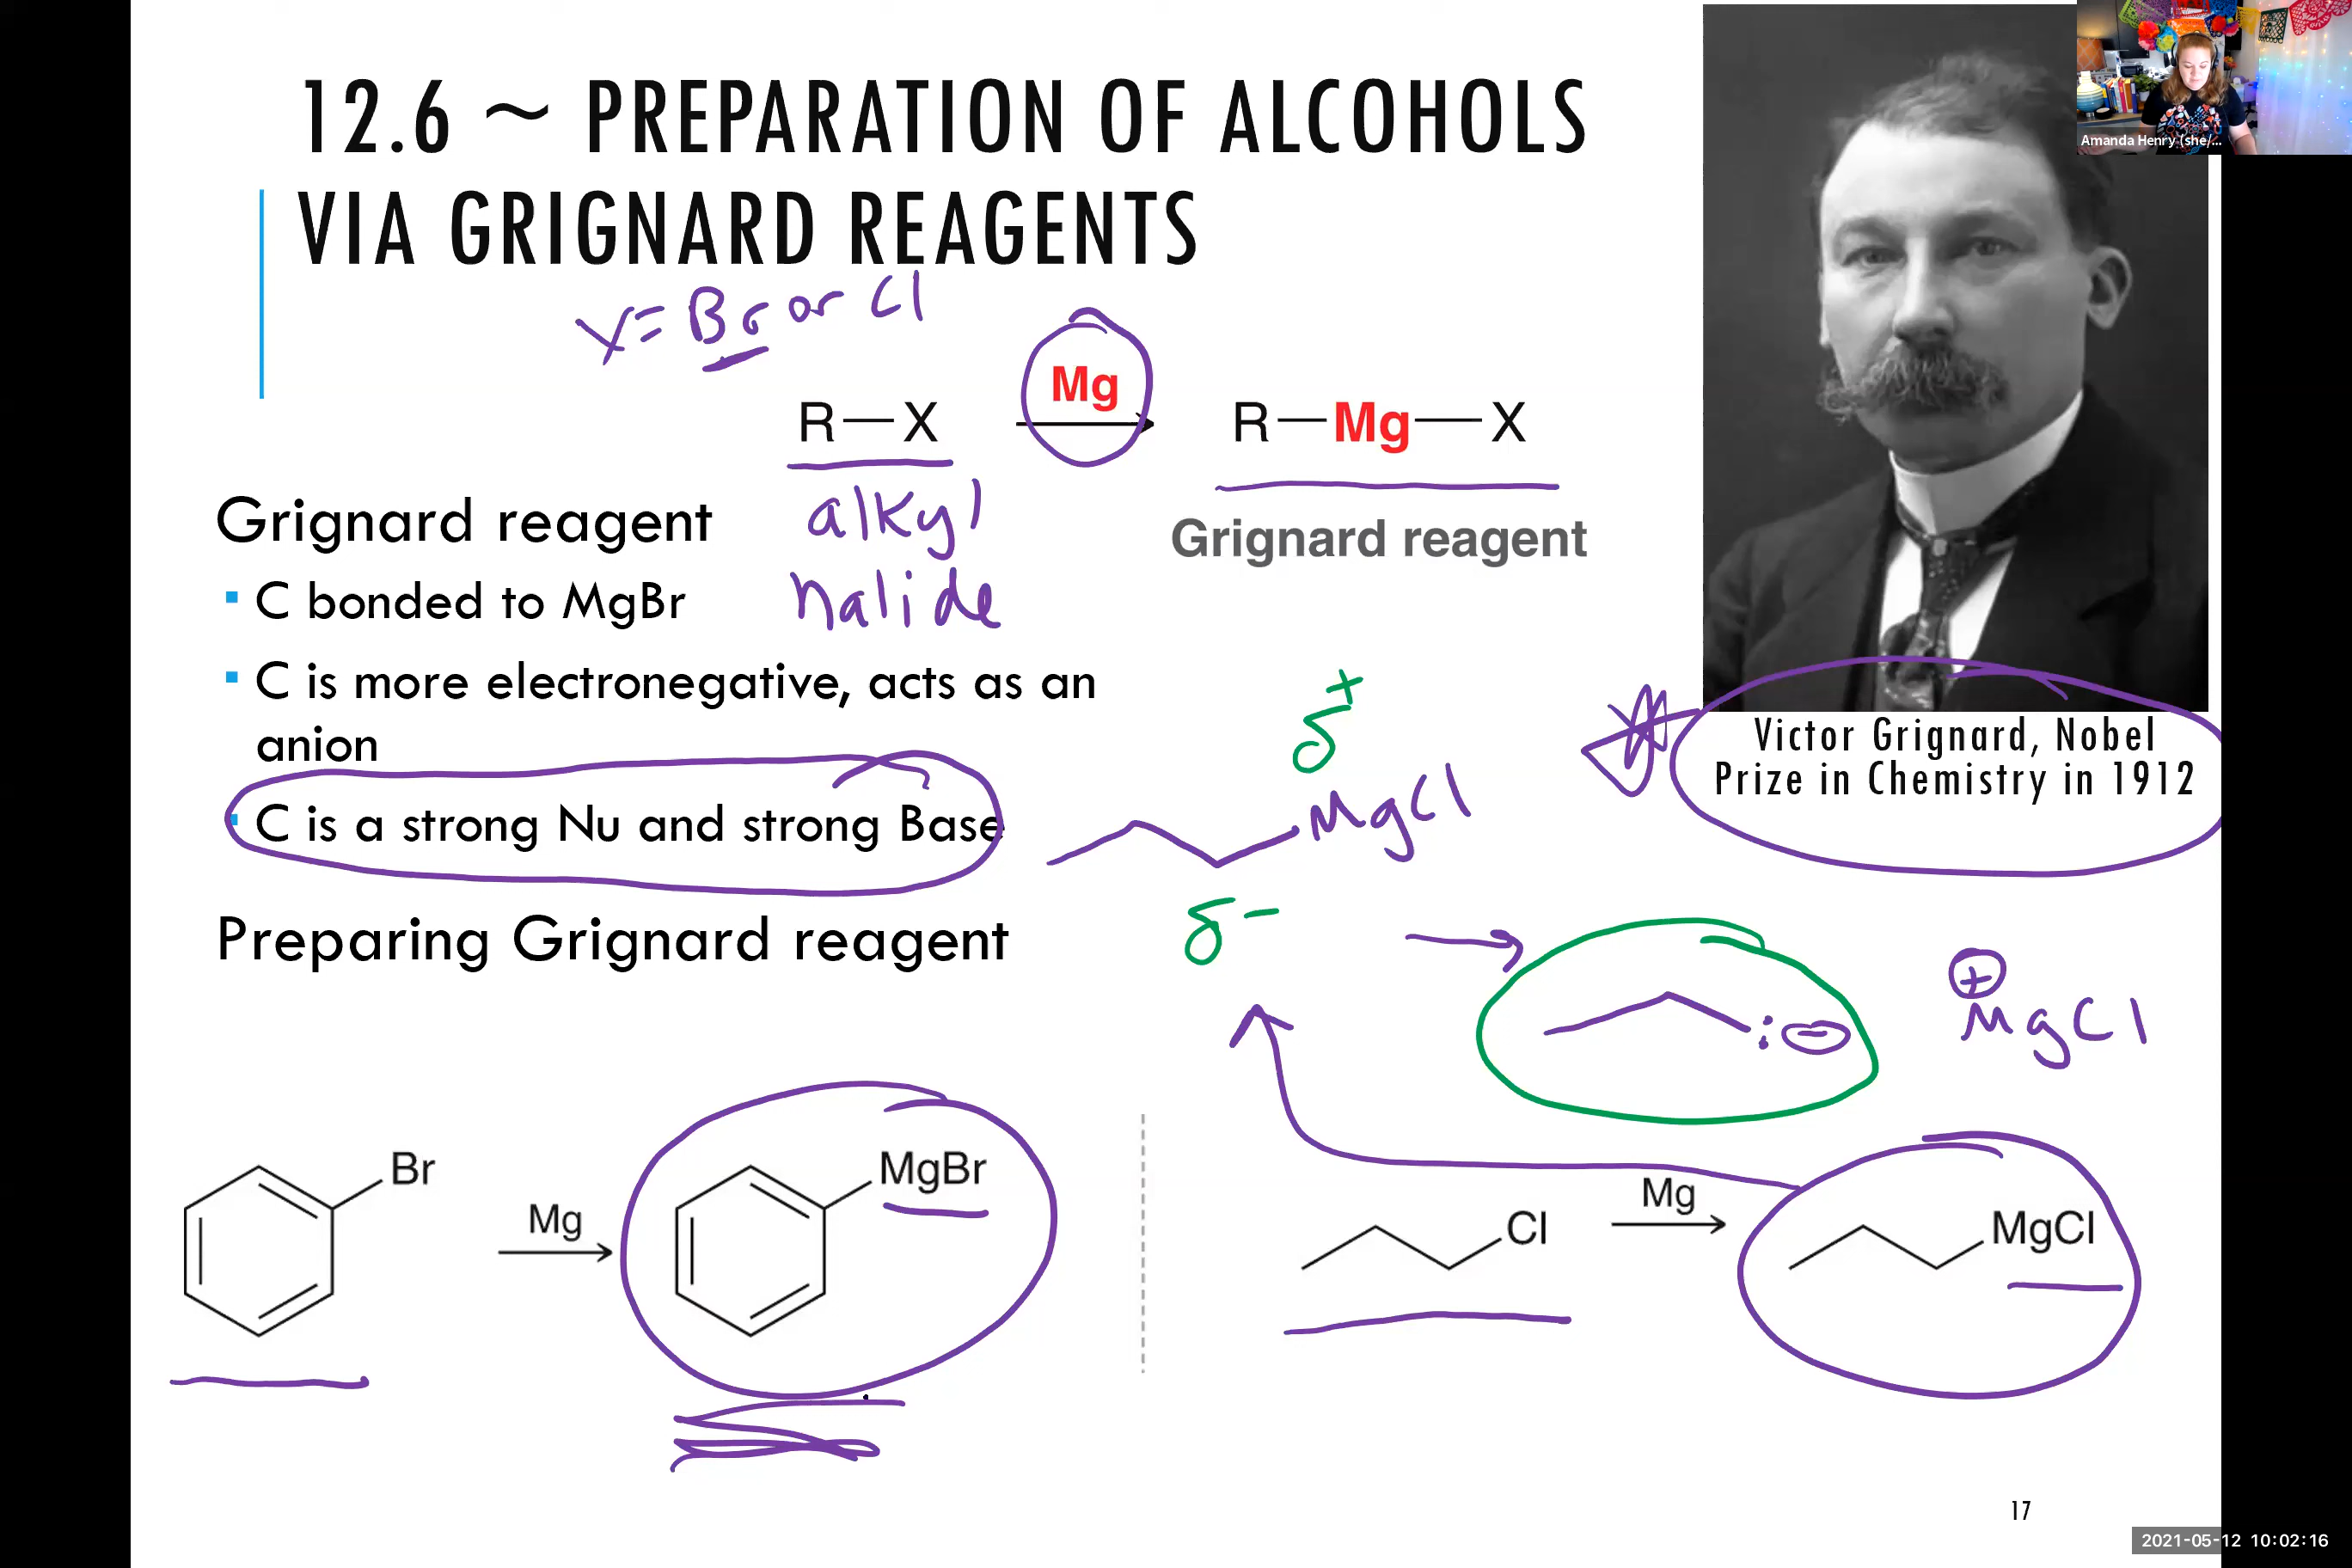 12.6 ~ PREPARATION OF ALCOHOLS
VIA GRIGNARD REAGENTS
Amanda Henry (she/...
X = Br or Cl
Mg
R—X
R—Mg—X
alkyl
halide
Grignard reagent
Grignard reagent
C bonded to MgBr
C is more electronegative, acts as an
anion
C is a strong Nu and strong Base
δ+
MgCl
δ-
Victor Grignard, Nobel
Prize in Chemistry in 1912
Preparing Grignard reagent
: ⊖
⊕
MgCl
Br
Mg
MgBr
Cl
Mg
MgCl
17
2021-05-12 10:02:16